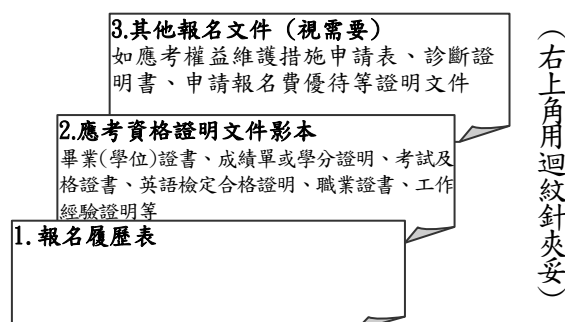 3.其他報名文件（視需要）
如應考權益維護措施申請表、診斷證
明書、申請報名費優待等證明文件
2.應考資格證明文件影本
畢業(學位)證書、成績單或學分證明、考試及
格證書、英語檢定合格證明、職業證書、工作
經驗證明等
1.報名履歷表
（右上角用迴紋針夾妥）